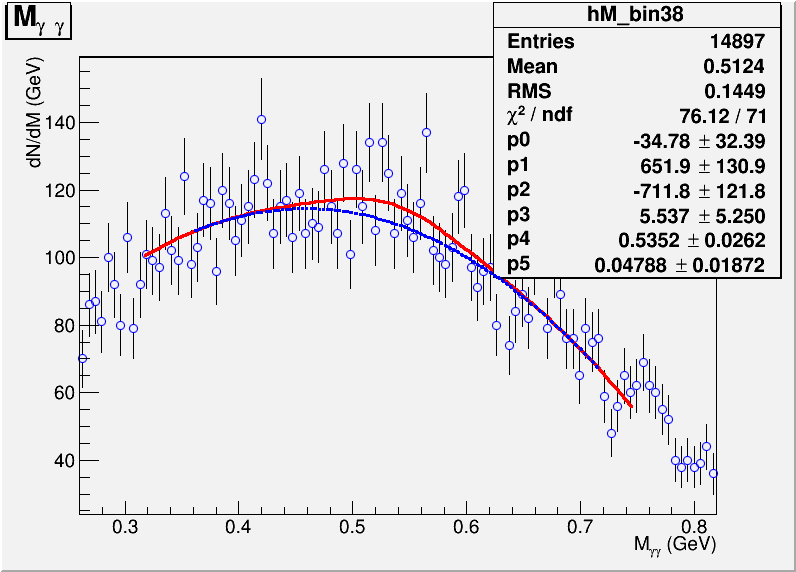 M γ γ
hM_bin38
Entries 14897
Mean 0.5124
RMS 0.1449
χ² / ndf 76.12 / 71
p0 -34.78 ± 32.39
p1 651.9 ± 130.9
p2 -711.8 ± 121.8
p3 5.537 ± 5.250
p4 0.5352 ± 0.0262
p5 0.04788 ± 0.01872
dN/dM (GeV)
140
120
100
80
60
40
0.3 0.4 0.5 0.6 0.7 0.8
Mγγ (GeV)